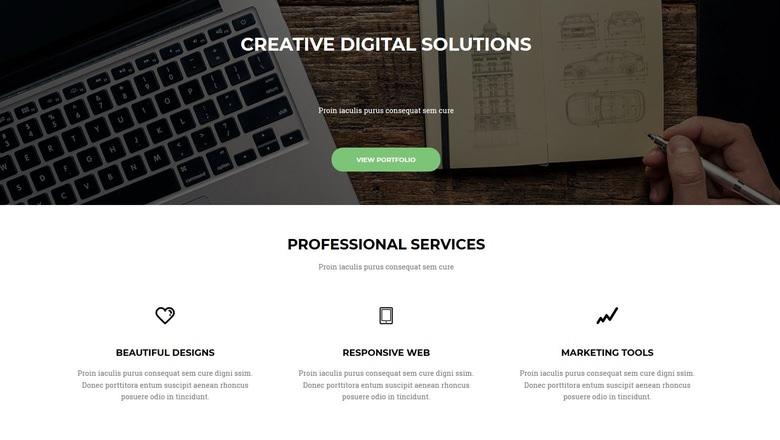 CREATIVE DIGITAL SOLUTIONS
Proin iaculis purus consequat sem cure
VIEW PORTFOLIO
PROFESSIONAL SERVICES
Proin iaculis purus consequat sem cure
BEAUTIFUL DESIGNS
Proin iaculis purus consequat sem cure digni ssim.
Donec porttitora entum suscipit aenean rhoncus
posuere odio in tincidunt.
RESPONSIVE WEB
Proin iaculis purus consequat sem cure digni ssim.
Donec porttitora entum suscipit aenean rhoncus
posuere odio in tincidunt.
MARKETING TOOLS
Proin iaculis purus consequat sem cure digni ssim.
Donec porttitora entum suscipit aenean rhoncus
posuere odio in tincidunt.